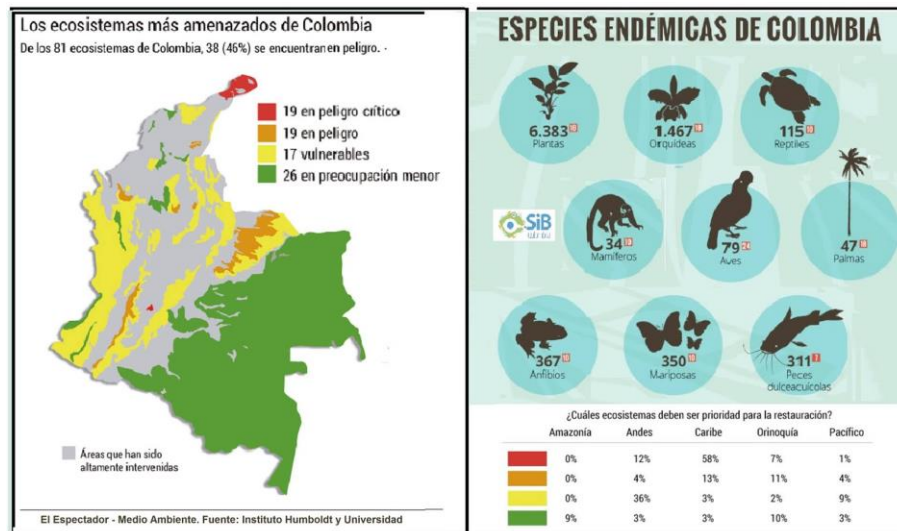 Los ecosistemas más amenazados de Colombia
De los 81 ecosistemas de Colombia, 38 (46%) se encuentran en peligro.
19 en peligro crítico
19 en peligro
17 vulnerables
26 en preocupación menor
Áreas que han sido
altamente intervenidas
El Espectador - Medio Ambiente. Fuente: Instituto Humboldt y Universidad
ESPECIES ENDÉMICAS DE COLOMBIA
6.383
Plantas
1.467
Orquídeas
115
Reptiles
SiB
34
Mamíferos
79
Aves
47
Palmas
367
Anfibios
350
Mariposas
311
Peces
dulceacuícolas
¿Cuáles ecosistemas deben ser prioridad para la restauración?
Amazonía Andes Caribe Orinoquía Pacífico
0% 12% 58% 7% 1%
0% 4% 13% 11% 4%
0% 36% 3% 2% 9%
9% 3% 3% 10% 3%